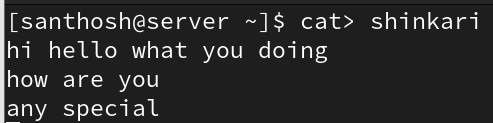 [santhosh@server ~]$ cat> shinkari
hi hello what you doing
how are you
any special